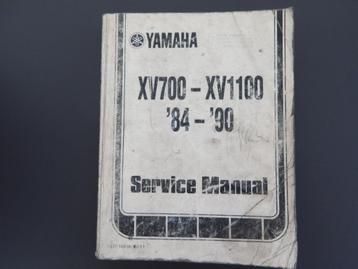 YAMAHA
XV700 - XV1100
'84 - '90
Service Manual